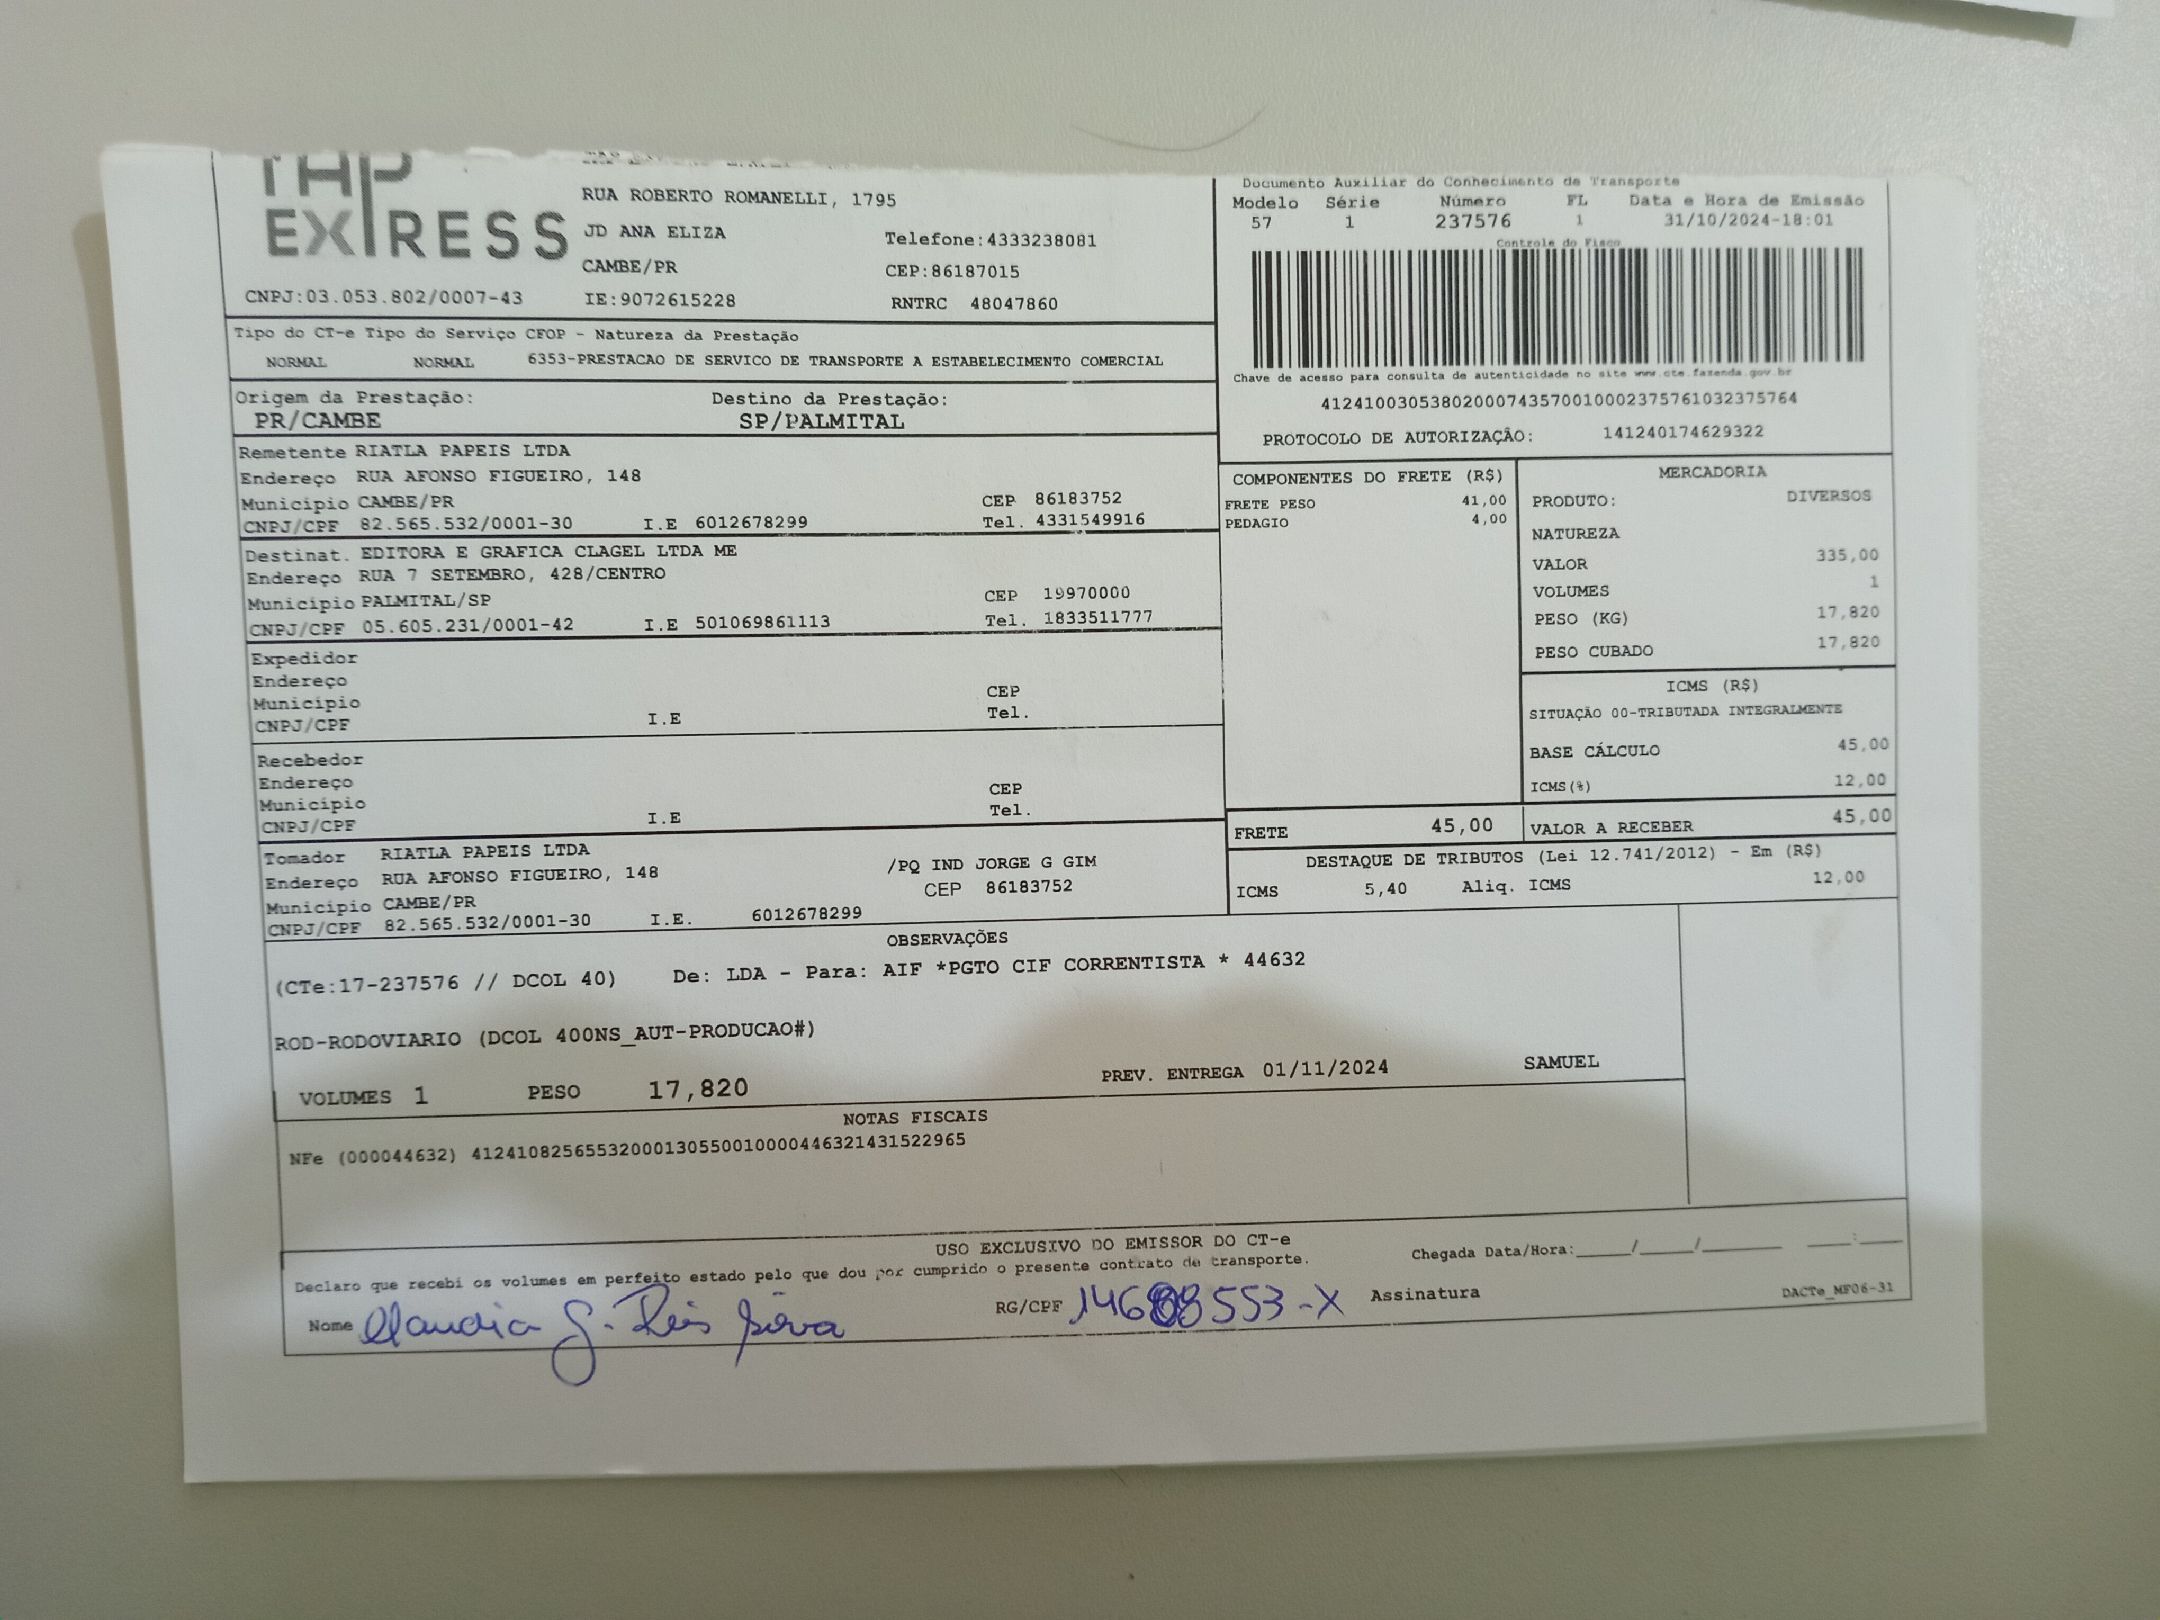 EXPRESS
RUA ROBERTO ROMANELLI, 1795
JD ANA ELIZA Telefone:4333238081
CAMBE/PR CEP:86187015
CNPJ:03.053.802/0007-43 IE:9072615228 RNTRC 48047860
Documento Auxiliar do Conhecimento de Transporte
Modelo Série Número FL Data e Hora de Emissão
57 1 237576 1 31/10/2024-18:01
Controle do Fisco
Chave de acesso para consulta de autenticidade no site www.cte.fazenda.gov.br
41241003053802000743570010002375761032375764
PROTOCOLO DE AUTORIZAÇÃO: 141240174629322
Tipo do CT-e Tipo do Serviço CFOP - Natureza da Prestação
NORMAL NORMAL 6353-PRESTACAO DE SERVICO DE TRANSPORTE A ESTABELECIMENTO COMERCIAL
Origem da Prestação: Destino da Prestação:
PR/CAMBE SP/PALMITAL
Remetente RIATLA PAPEIS LTDA
Endereço RUA AFONSO FIGUEIRO, 148
Município CAMBE/PR CEP 86183752
CNPJ/CPF 82.565.532/0001-30 I.E 6012678299 Tel. 4331549916
Destinat. EDITORA E GRAFICA CLAGEL LTDA ME
Endereço RUA 7 SETEMBRO, 428/CENTRO
Município PALMITAL/SP CEP 19970000
CNPJ/CPF 05.605.231/0001-42 I.E 501069861113 Tel. 1833511777
Expedidor
Endereço
Município CEP
CNPJ/CPF I.E Tel.
Recebedor
Endereço
Município CEP
CNPJ/CPF I.E Tel.
Tomador RIATLA PAPEIS LTDA
Endereço RUA AFONSO FIGUEIRO, 148 /PQ IND JORGE G GIM
Município CAMBE/PR CEP 86183752
CNPJ/CPF 82.565.532/0001-30 I.E. 6012678299
COMPONENTES DO FRETE (R$)
FRETE PESO 41,00
PEDAGIO 4,00
MERCADORIA
PRODUTO: DIVERSOS
NATUREZA
VALOR 335,00
VOLUMES 1
PESO (KG) 17,820
PESO CUBADO 17,820
ICMS (R$)
SITUAÇÃO 00-TRIBUTADA INTEGRALMENTE
BASE CÁLCULO 45,00
ICMS(%) 12,00
FRETE 45,00 VALOR A RECEBER 45,00
DESTAQUE DE TRIBUTOS (Lei 12.741/2012) - Em (R$)
ICMS 5,40 Aliq. ICMS 12,00
OBSERVAÇÕES
(CTe:17-237576 // DCOL 40) De: LDA - Para: AIF *PGTO CIF CORRENTISTA * 44632
ROD-RODOVIARIO (DCOL 400NS_AUT-PRODUCAO#)
VOLUMES 1 PESO 17,820 PREV. ENTREGA 01/11/2024 SAMUEL
NOTAS FISCAIS
NFe (000044632) 41241082565532000130550010000446321431522965
USO EXCLUSIVO DO EMISSOR DO CT-e
Declaro que recebi os volumes em perfeito estado pelo que dou por cumprido o presente contrato de transporte.
Chegada Data/Hora:_____/_____/_______ ____:____
Nome Claudia G. Reis RG/CPF Assinatura
DACTe_MF06-31